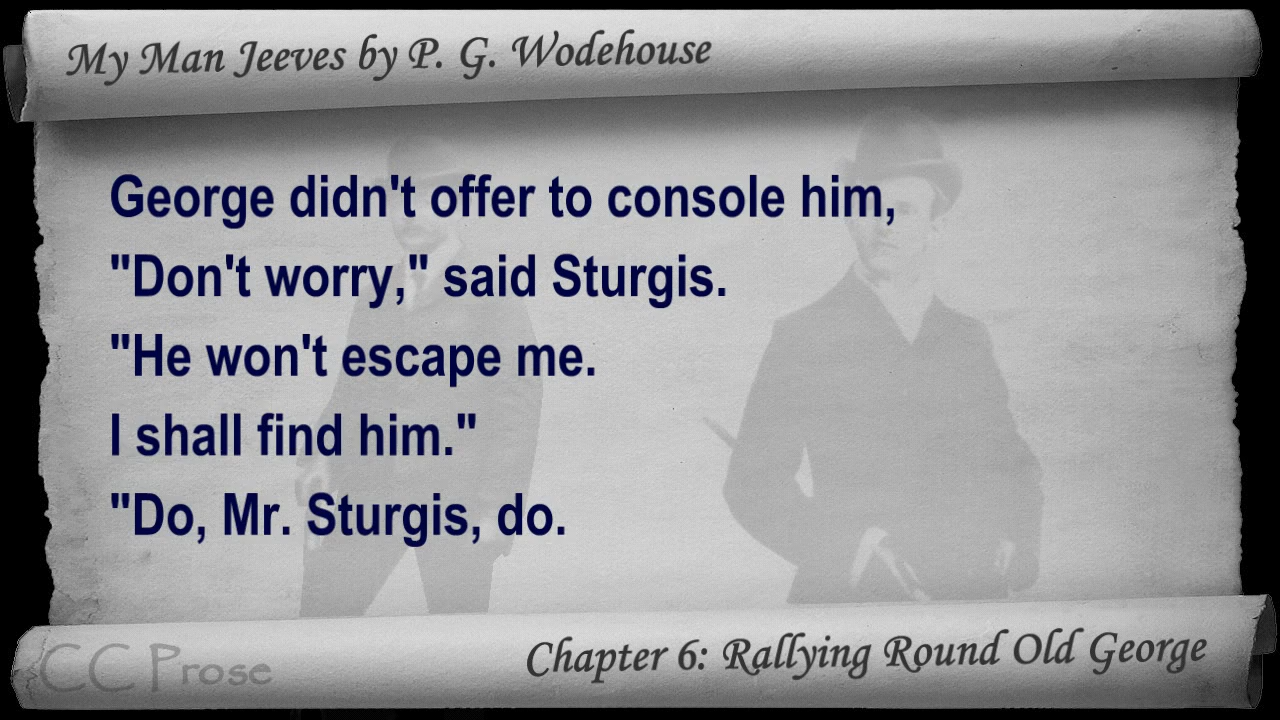 My Man Jeeves by P. G. Wodehouse
George didn't offer to console him,
"Don't worry," said Sturgis.
"He won't escape me.
I shall find him."
"Do, Mr. Sturgis, do.
CC Prose
Chapter 6: Rallying Round Old George